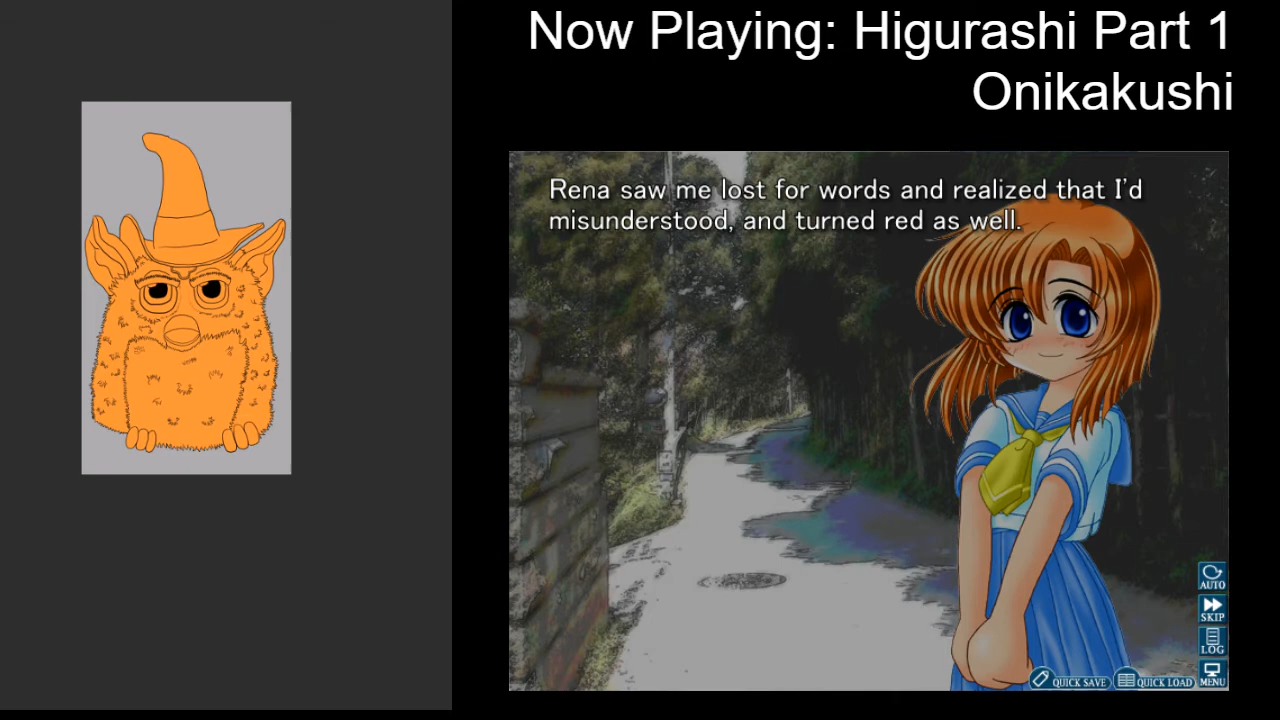 Now Playing: Higurashi Part 1
Onikakushi
Rena saw me lost for words and realized that I'd
misunderstood, and turned red as well.
AUTO
SKIP
LOG
MENU
QUICK SAVE
QUICK LOAD